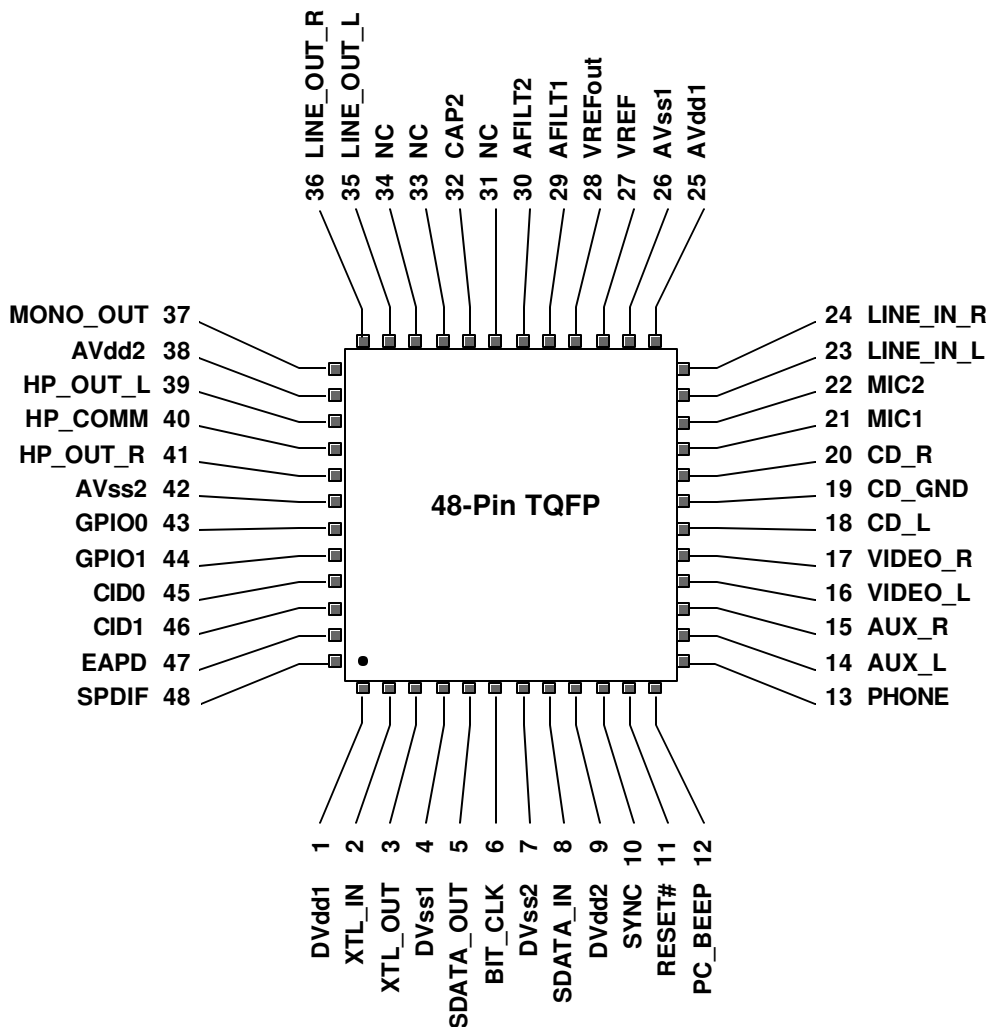 36 LINE_OUT_R
35 LINE_OUT_L
34 NC
33 NC
32 CAP2
31 NC
30 AFILT2
29 AFILT1
28 VREFout
27 VREF
26 AVss1
25 AVdd1
MONO_OUT 37
AVdd2 38
HP_OUT_L 39
HP_COMM 40
HP_OUT_R 41
AVss2 42
GPIO0 43
GPIO1 44
CID0 45
CID1 46
EAPD 47
SPDIF 48
48-Pin TQFP
24 LINE_IN_R
23 LINE_IN_L
22 MIC2
21 MIC1
20 CD_R
19 CD_GND
18 CD_L
17 VIDEO_R
16 VIDEO_L
15 AUX_R
14 AUX_L
13 PHONE
DVdd1 1
XTL_IN 2
XTL_OUT 3
DVss1 4
SDATA_OUT 5
BIT_CLK 6
DVss2 7
SDATA_IN 8
DVdd2 9
SYNC 10
RESET# 11
PC_BEEP 12